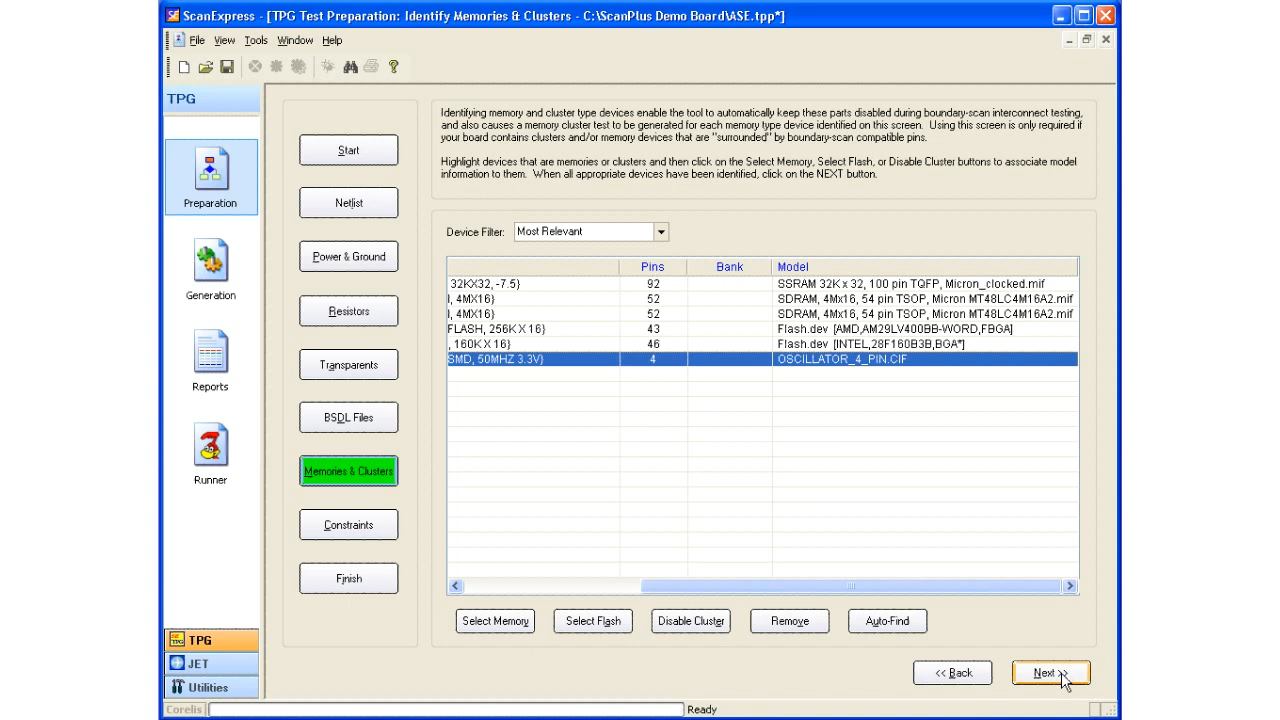 ScanExpress - [TPG Test Preparation: Identify Memories & Clusters - C:\ScanPlus Demo Board\ASE.tpp*]
File View Tools Window Help
TPG
Preparation
Generation
Reports
Runner
TPG
JET
Utilities
Start
Netlist
Power & Ground
Resistors
Transparents
BSDL Files
Memories & Clusters
Constraints
Finish
Identifying memory and cluster type devices enable the tool to automatically keep these parts disabled during boundary-scan interconnect testing,
and also causes a memory cluster test to be generated for each memory type device identified on this screen. Using this screen is only required if
your board contains clusters and/or memory devices that are "surrounded" by boundary-scan compatible pins.
Highlight devices that are memories or clusters and then click on the Select Memory, Select Flash, or Disable Cluster buttons to associate model
information to them. When all appropriate devices have been identified, click on the NEXT button.
Device Filter: Most Relevant
Pins Bank Model
32KX32, -7.5} 92 SSRAM 32K x 32, 100 pin TQFP, Micron_clocked.mif
I, 4MX16} 52 SDRAM, 4Mx16, 54 pin TSOP, Micron MT48LC4M16A2.mif
I, 4MX16} 52 SDRAM, 4Mx16, 54 pin TSOP, Micron MT48LC4M16A2.mif
FLASH, 256K X 16} 43 Flash.dev [AMD,AM29LV400BB-WORD,FBGA]
, 160K X 16} 46 Flash.dev [INTEL,28F160B3B,BGA*]
SMD, 50MHZ 3.3V} 4 OSCILLATOR_4_PIN.CIF
Select Memory Select Flash Disable Cluster Remove Auto-Find
<< Back Next >>
Corelis Ready